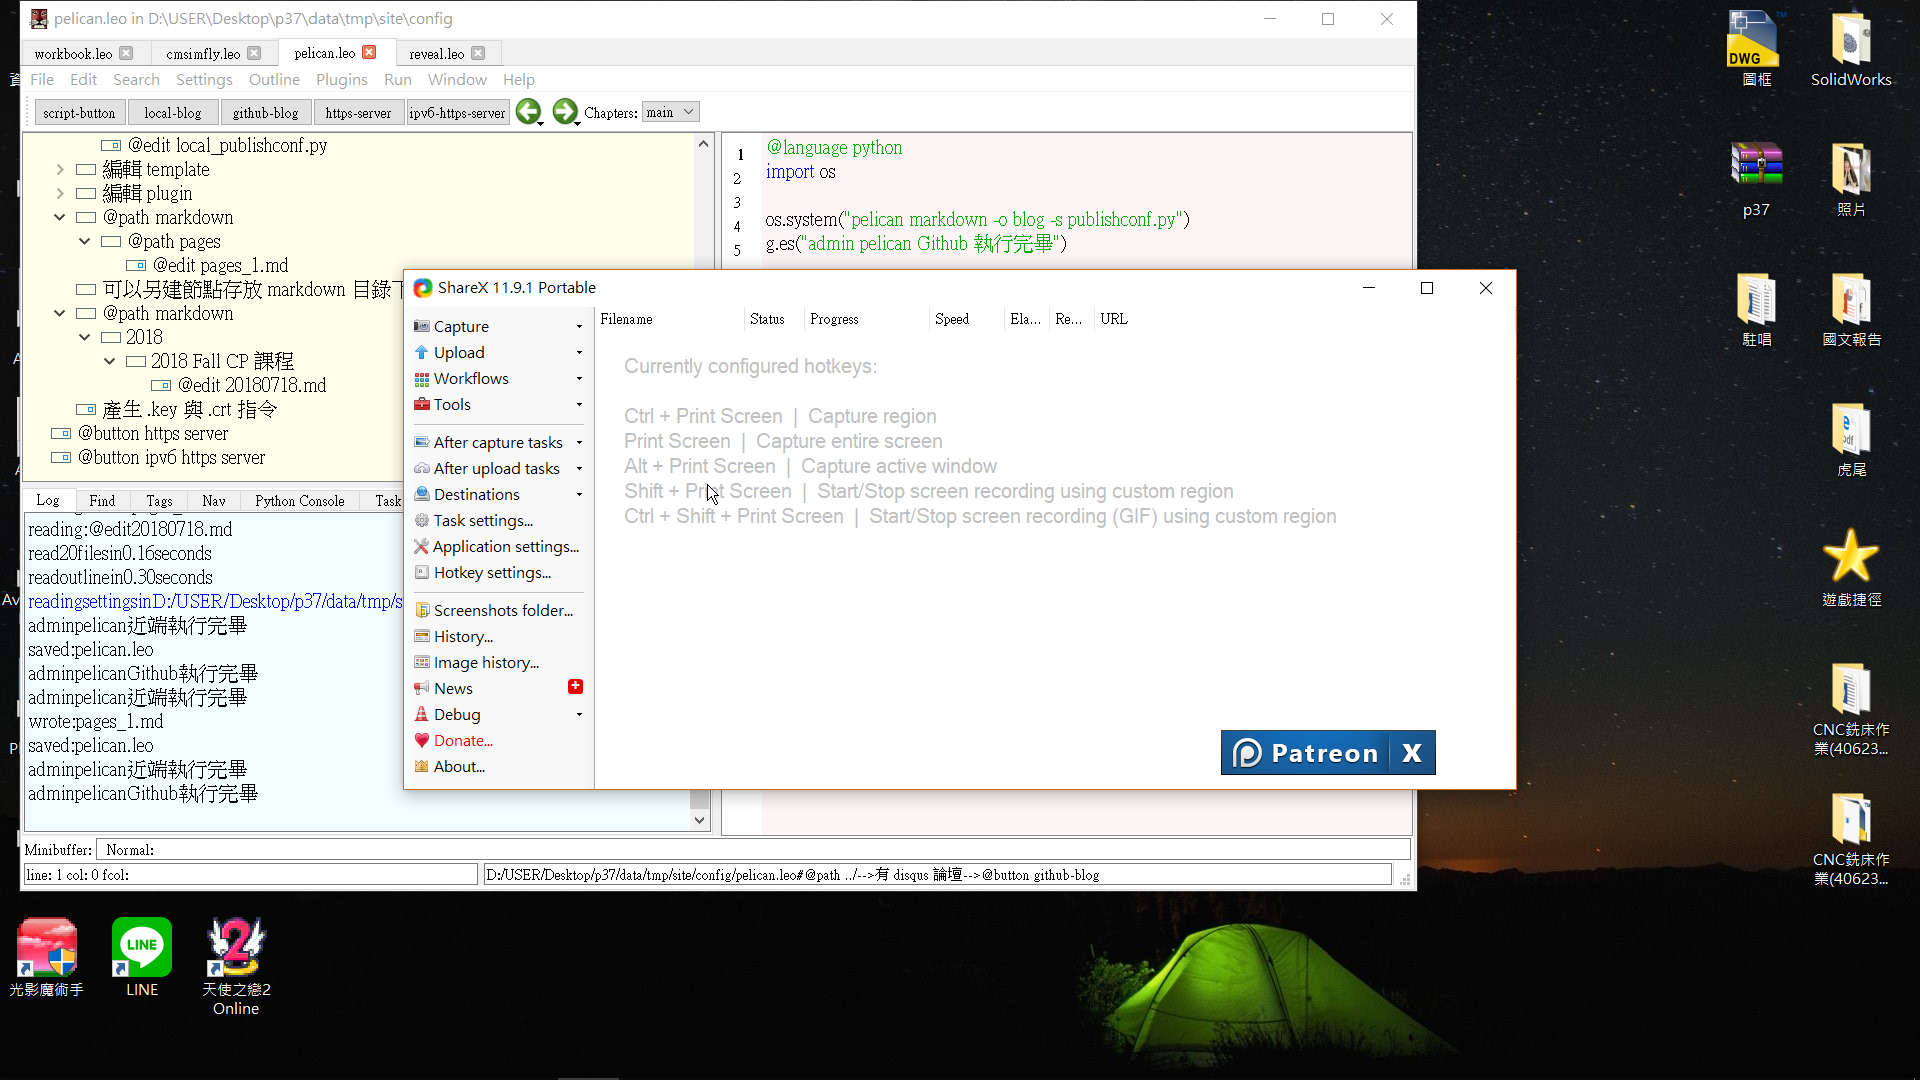 pelican.leo in D:\USER\Desktop\p37\data\tmp\site\config
workbook.leo
cmsimfly.leo
pelican.leo
reveal.leo
File Edit Search Settings Outline Plugins Run Window Help
script-button
local-blog
github-blog
https-server
ipv6-https-server
Chapters:
main
@edit local_publishconf.py
編輯 template
編輯 plugin
@path markdown
@path pages
@edit pages_1.md
可以另建節點存放 markdown 目錄下
@path markdown
2018
2018 Fall CP 課程
@edit 20180718.md
產生 .key 與 .crt 指令
@button https server
@button ipv6 https server
1 @language python
2 import os
3
4 os.system("pelican markdown -o blog -s publishconf.py")
5 g.es("admin pelican Github 執行完畢")
Log
Find
Tags
Nav
Python Console
Task
reading:@edit20180718.md
read20filesin0.16seconds
readoutlinein0.30seconds
readingsettingsinD:/USER/Desktop/p37/data/tmp/s
adminpelican近端執行完畢
saved:pelican.leo
adminpelicanGithub執行完畢
adminpelican近端執行完畢
wrote:pages_1.md
saved:pelican.leo
adminpelican近端執行完畢
adminpelicanGithub執行完畢
Minibuffer:
Normal:
line: 1 col: 0 fcol:
D:/USER/Desktop/p37/data/tmp/site/config/pelican.leo#@path ../-->有 disqus 論壇-->@button github-blog
ShareX 11.9.1 Portable
Capture
Upload
Workflows
Tools
After capture tasks
After upload tasks
Destinations
Task settings...
Application settings...
Hotkey settings...
Screenshots folder...
History...
Image history...
News
Debug
Donate...
About...
Filename
Status
Progress
Speed
Ela...
Re...
URL
Currently configured hotkeys:
Ctrl + Print Screen | Capture region
Print Screen | Capture entire screen
Alt + Print Screen | Capture active window
Shift + Print Screen | Start/Stop screen recording using custom region
Ctrl + Shift + Print Screen | Start/Stop screen recording (GIF) using custom region
Patreon X
DWG
圖框
SolidWorks
p37
照片
駐唱
國文報告
虎尾
遊戲捷徑
CNC銑床作
業(40623...
CNC銑床作
業(40623...
光影魔術手
LINE
LINE
天使之戀2
Online